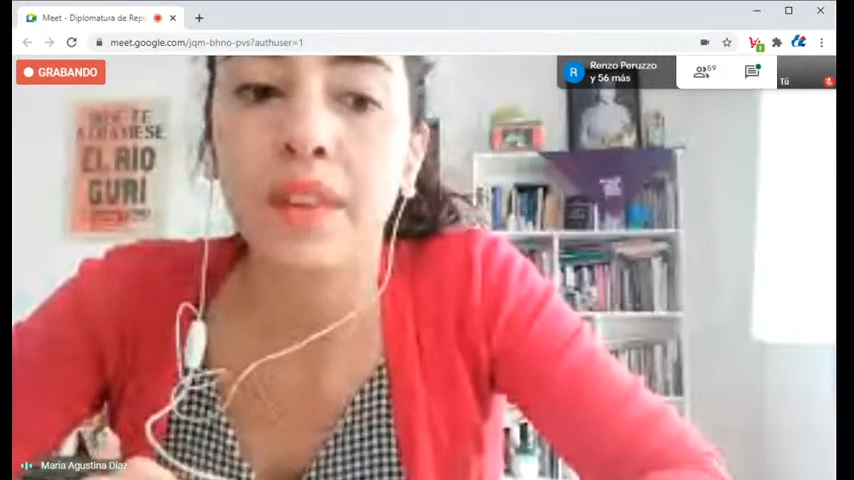 Meet - Diplomatura de Rep
meet.google.com/jqm-bhno-pvs?authuser=1
GRABANDO
R
Renzo Peruzzo
y 56 más
59
Tú
EL RIO
GURI
Maria Agustina Diaz